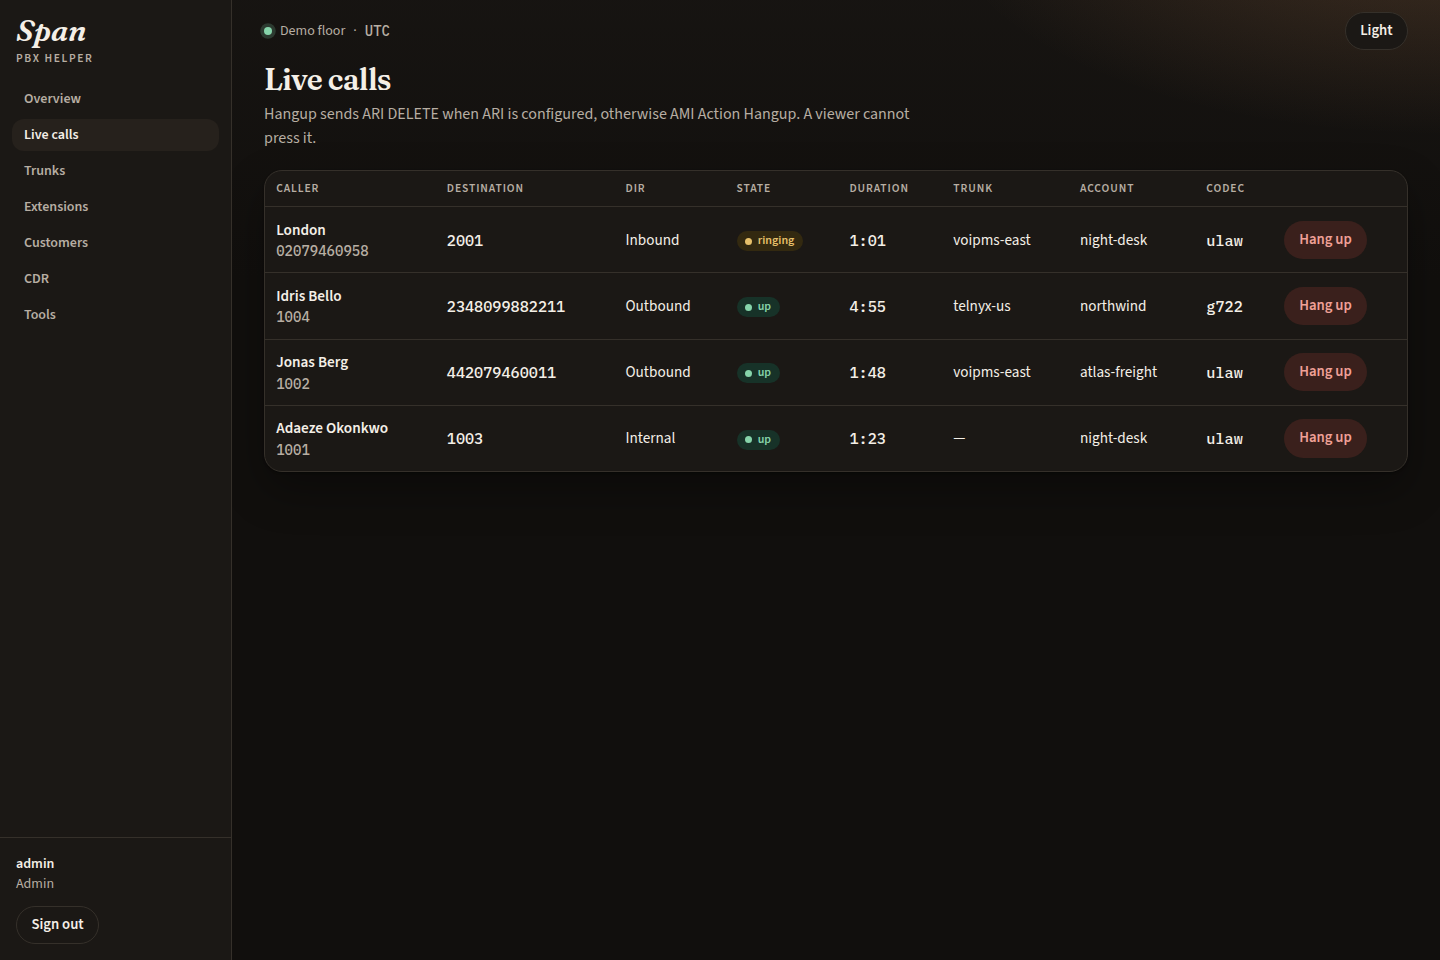 Span
PBX HELPER
Overview
Live calls
Trunks
Extensions
Customers
CDR
Tools
admin
Admin
Sign out
Demo floor · UTC
Light
Live calls
Hangup sends ARI DELETE when ARI is configured, otherwise AMI Action Hangup. A viewer cannot
press it.
CALLER DESTINATION DIR STATE DURATION TRUNK ACCOUNT CODEC
London
02079460958 2001 Inbound ringing 1:01 voipms-east night-desk ulaw Hang up
Idris Bello
1004 2348099882211 Outbound up 4:55 telnyx-us northwind g722 Hang up
Jonas Berg
1002 442079460011 Outbound up 1:48 voipms-east atlas-freight ulaw Hang up
Adaeze Okonkwo
1001 1003 Internal up 1:23 — night-desk ulaw Hang up